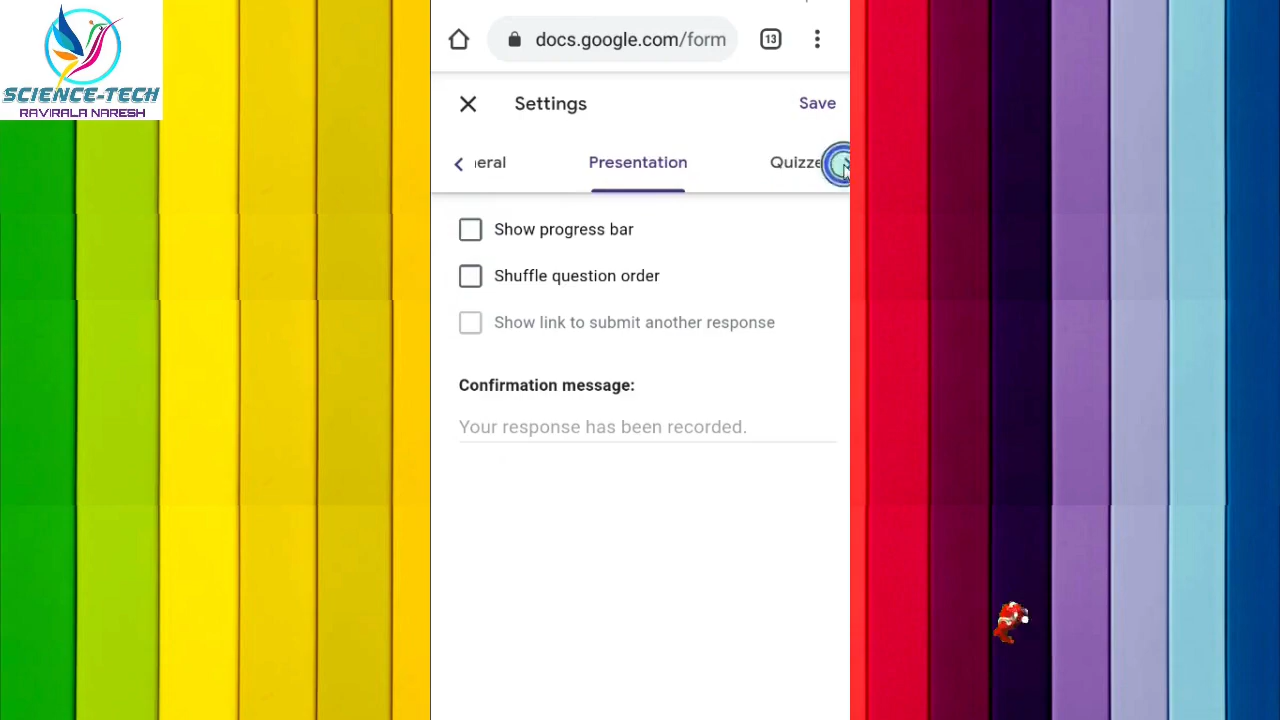 SCIENCE-TECH
RAVIRALA NARESH
docs.google.com/form
13
Settings
Save
eral
Presentation
Quizze
Show progress bar
Shuffle question order
Show link to submit another response
Confirmation message:
Your response has been recorded.